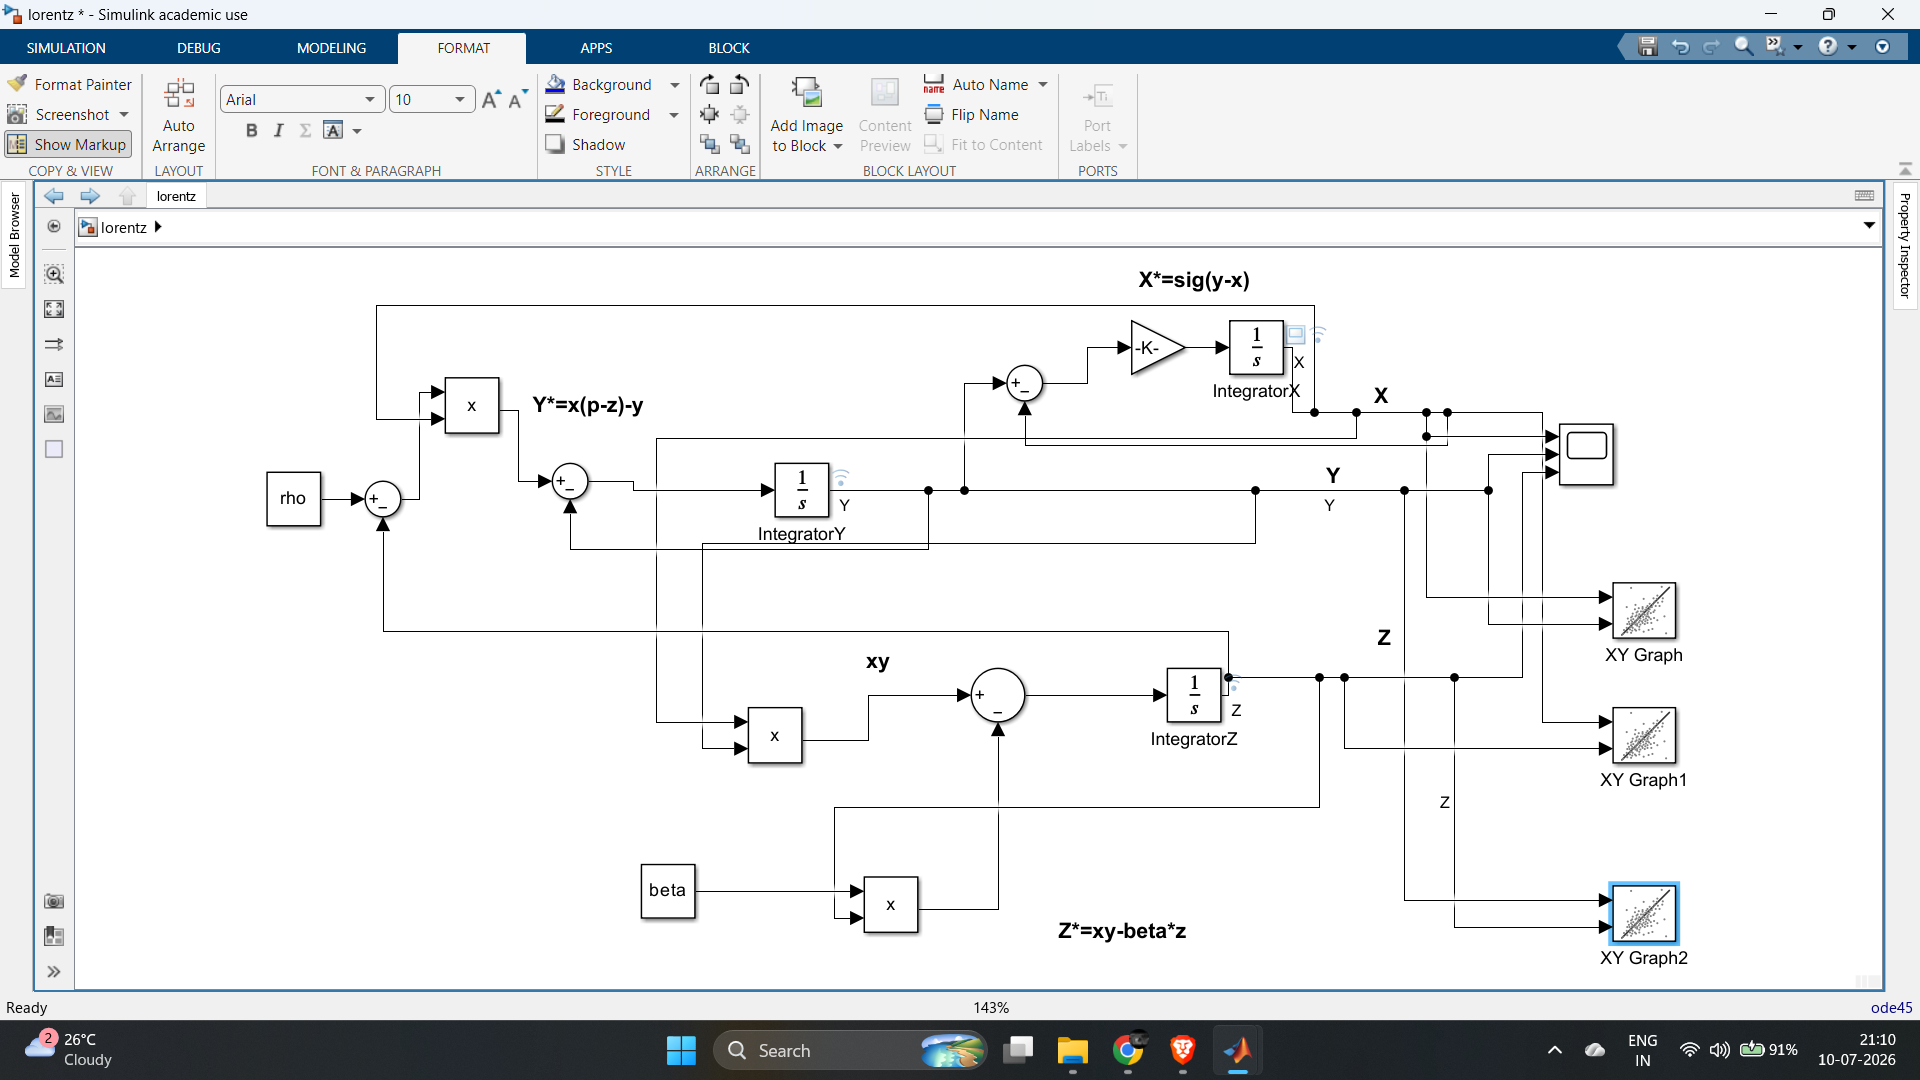 lorentz * - Simulink academic use
SIMULATION DEBUG MODELING FORMAT APPS BLOCK
Format Painter
Screenshot
Show Markup
COPY & VIEW
Auto
Arrange
LAYOUT
Arial 10
B I Σ A
FONT & PARAGRAPH
Background
Foreground
Shadow
STYLE
ARRANGE
Add Image
to Block
Content
Preview
name Auto Name
Flip Name
Fit to Content
BLOCK LAYOUT
Port
Labels
PORTS
Model Browser
Property Inspector
lorentz
lorentz
X*=sig(y-x)
-K-
1
s
X
IntegratorX
X
x
Y*=x(p-z)-y
rho
1
s
Y
IntegratorY
Y
Y
XY Graph
Z
xy
x
1
s
Z
IntegratorZ
XY Graph1
Z
beta
x
Z*=xy-beta*z
XY Graph2
Ready 143% ode45
2
26°C
Cloudy
Search
ENG
IN
91%
21:10
10-07-2026